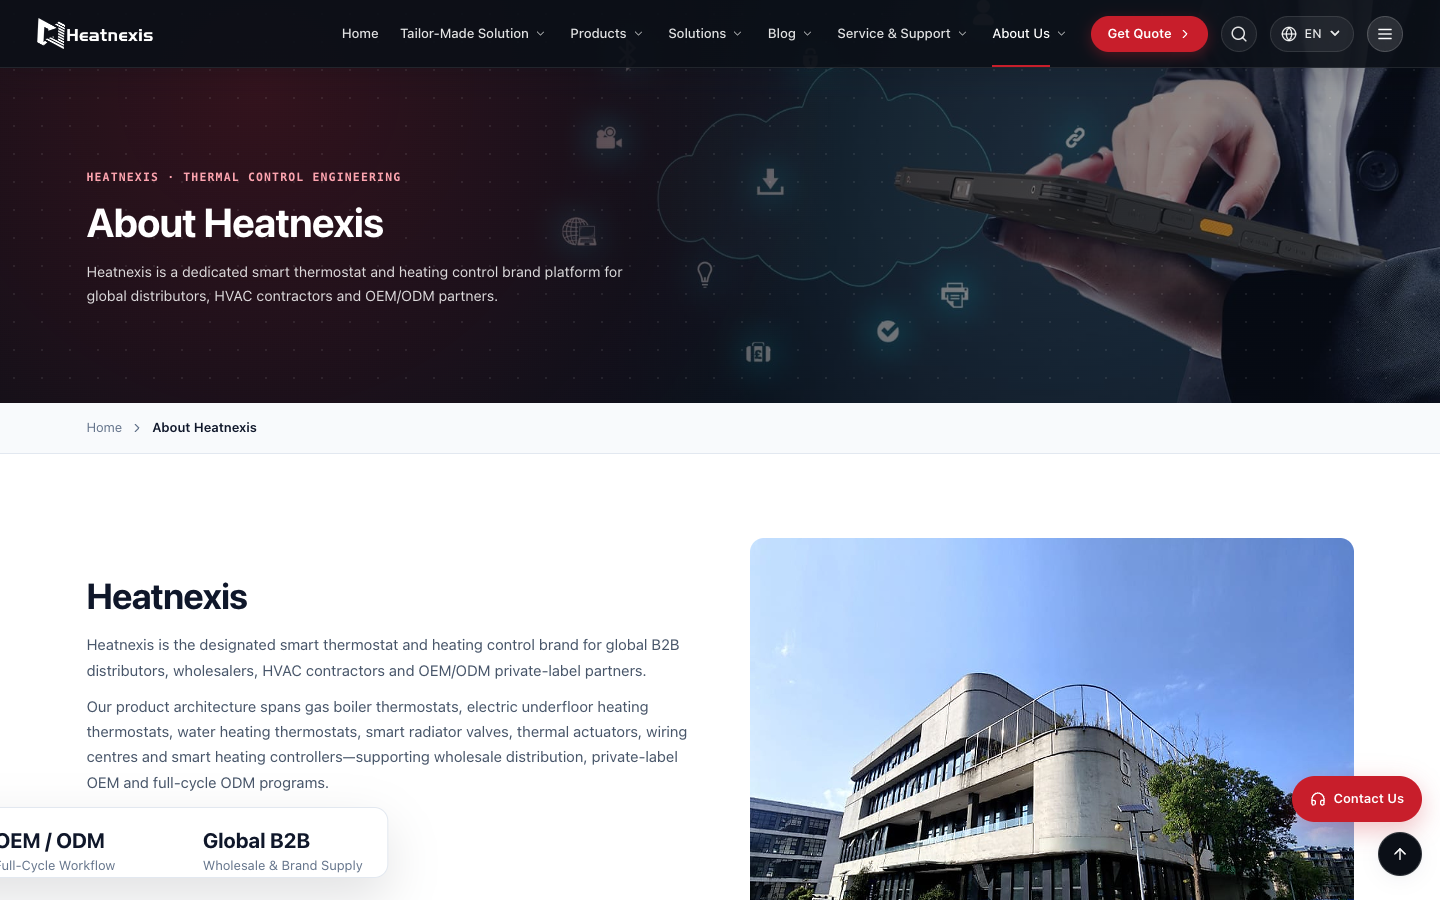 Heatnexis
Home
Tailor-Made Solution
Products
Solutions
Blog
Service & Support
About Us
Get Quote
EN
HEATNEXIS · THERMAL CONTROL ENGINEERING
About Heatnexis
Heatnexis is a dedicated smart thermostat and heating control brand platform for
global distributors, HVAC contractors and OEM/ODM partners.
Home
About Heatnexis
Heatnexis
Heatnexis is the designated smart thermostat and heating control brand for global B2B
distributors, wholesalers, HVAC contractors and OEM/ODM private-label partners.
Our product architecture spans gas boiler thermostats, electric underfloor heating
thermostats, water heating thermostats, smart radiator valves, thermal actuators, wiring
centres and smart heating controllers—supporting wholesale distribution, private-label
OEM and full-cycle ODM programs.
OEM / ODM
Full-Cycle Workflow
Global B2B
Wholesale & Brand Supply
Contact Us